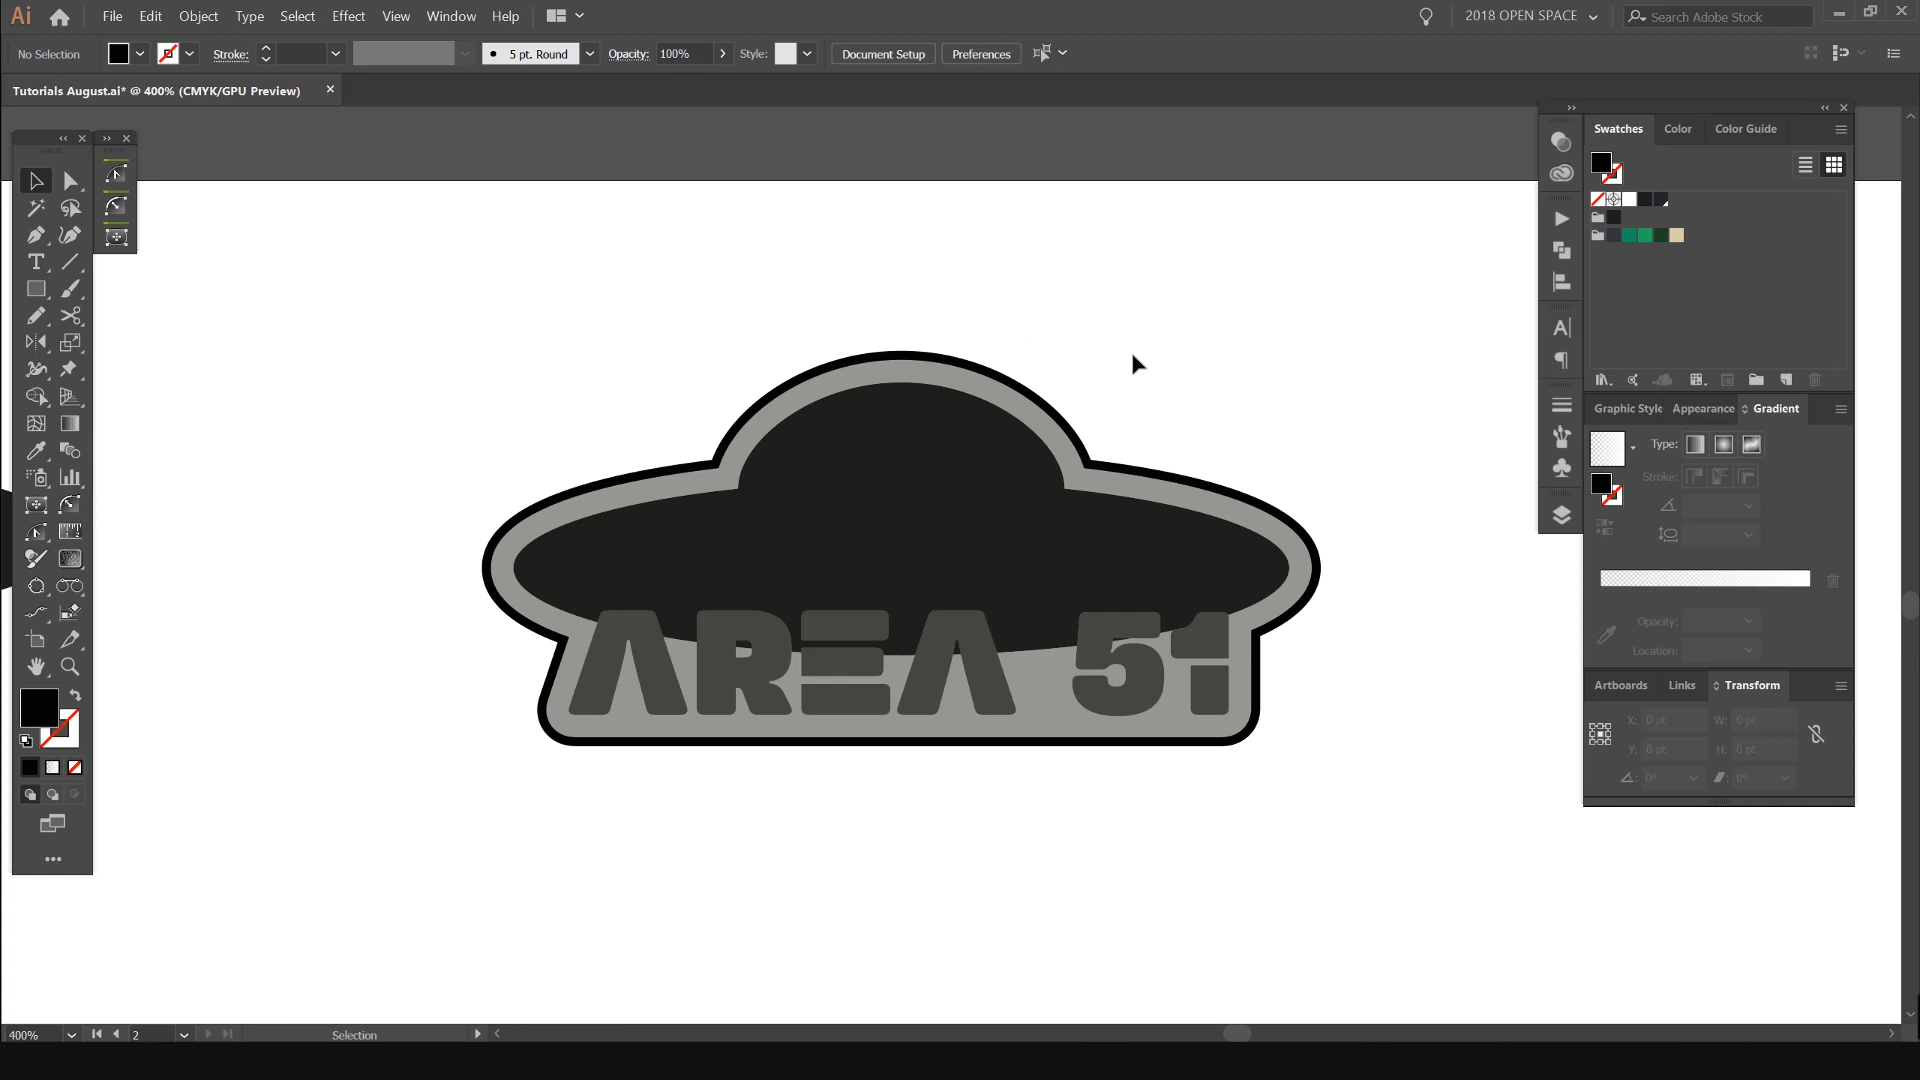 Ai File Edit Object Type Select Effect View Window Help 2018 OPEN SPACE Search Adobe Stock
No Selection Stroke: 5 pt. Round Opacity: 100% Style: Document Setup Preferences
Tutorials August.ai* @ 400% (CMYK/GPU Preview)
Swatches Color Color Guide
Graphic Style Appearance Gradient
Type:
Stroke:
Opacity:
Location:
AREA 51
Artboards Links Transform
X: 0 pt W: 0 pt
Y: 0 pt H: 0 pt
0° 0°
400% 2 Selection